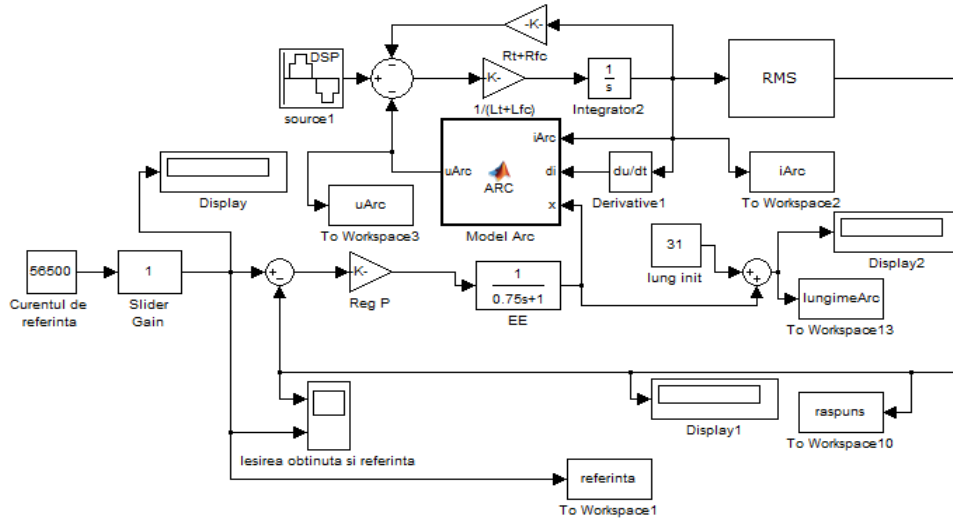 -K-
Rt+Rfc
DSP
source1
-K-
1/(Lt+Lfc)
1
s
Integrator2
RMS
iArc
di
x
uArc
ARC
Model Arc
du/dt
Derivative1
iArc
To Workspace2
Display
uArc
To Workspace3
56500
Curentul de
referinta
1
Slider
Gain
-K-
Reg P
1
0.75s+1
EE
31
lung init
Display2
lungimeArc
To Workspace13
Iesirea obtinuta si referinta
Display1
raspuns
To Workspace10
referinta
To Workspace1